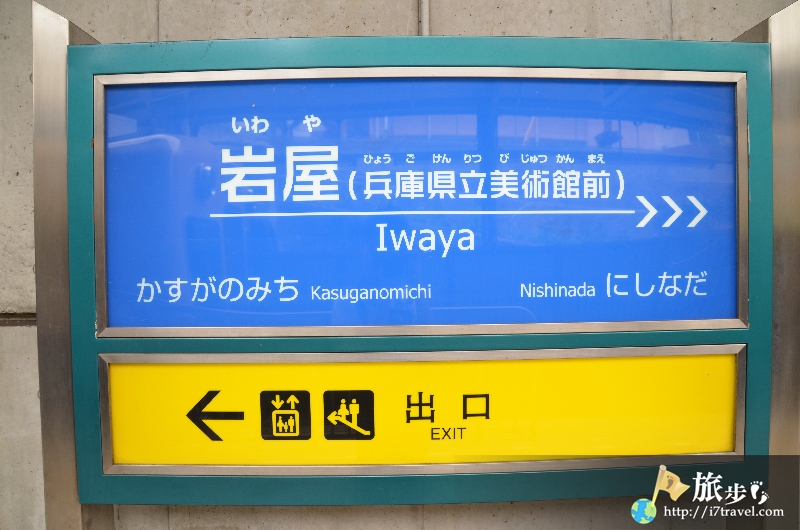 いわ や
岩屋
ひょう ご けん りつ び じゅつ かん まえ
(兵庫県立美術館前)
Iwaya
かすがのみち Kasuganomichi
Nishinada にしなだ
出口
EXIT
旅步
http://i7travel.com